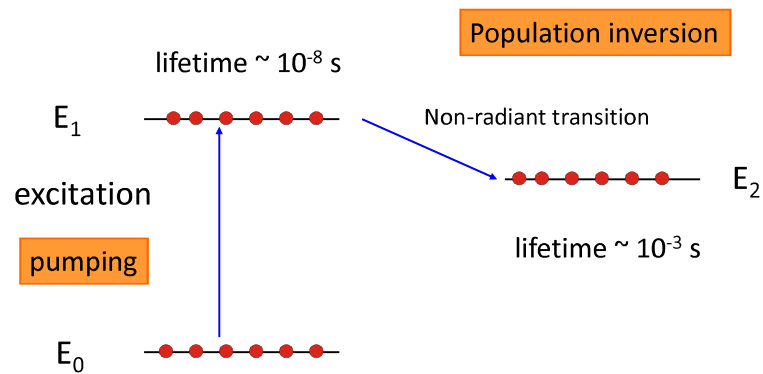 Population inversion
lifetime ~ 10⁻⁸ s
E₁
Non-radiant transition
E₂
excitation
lifetime ~ 10⁻³ s
pumping
E₀